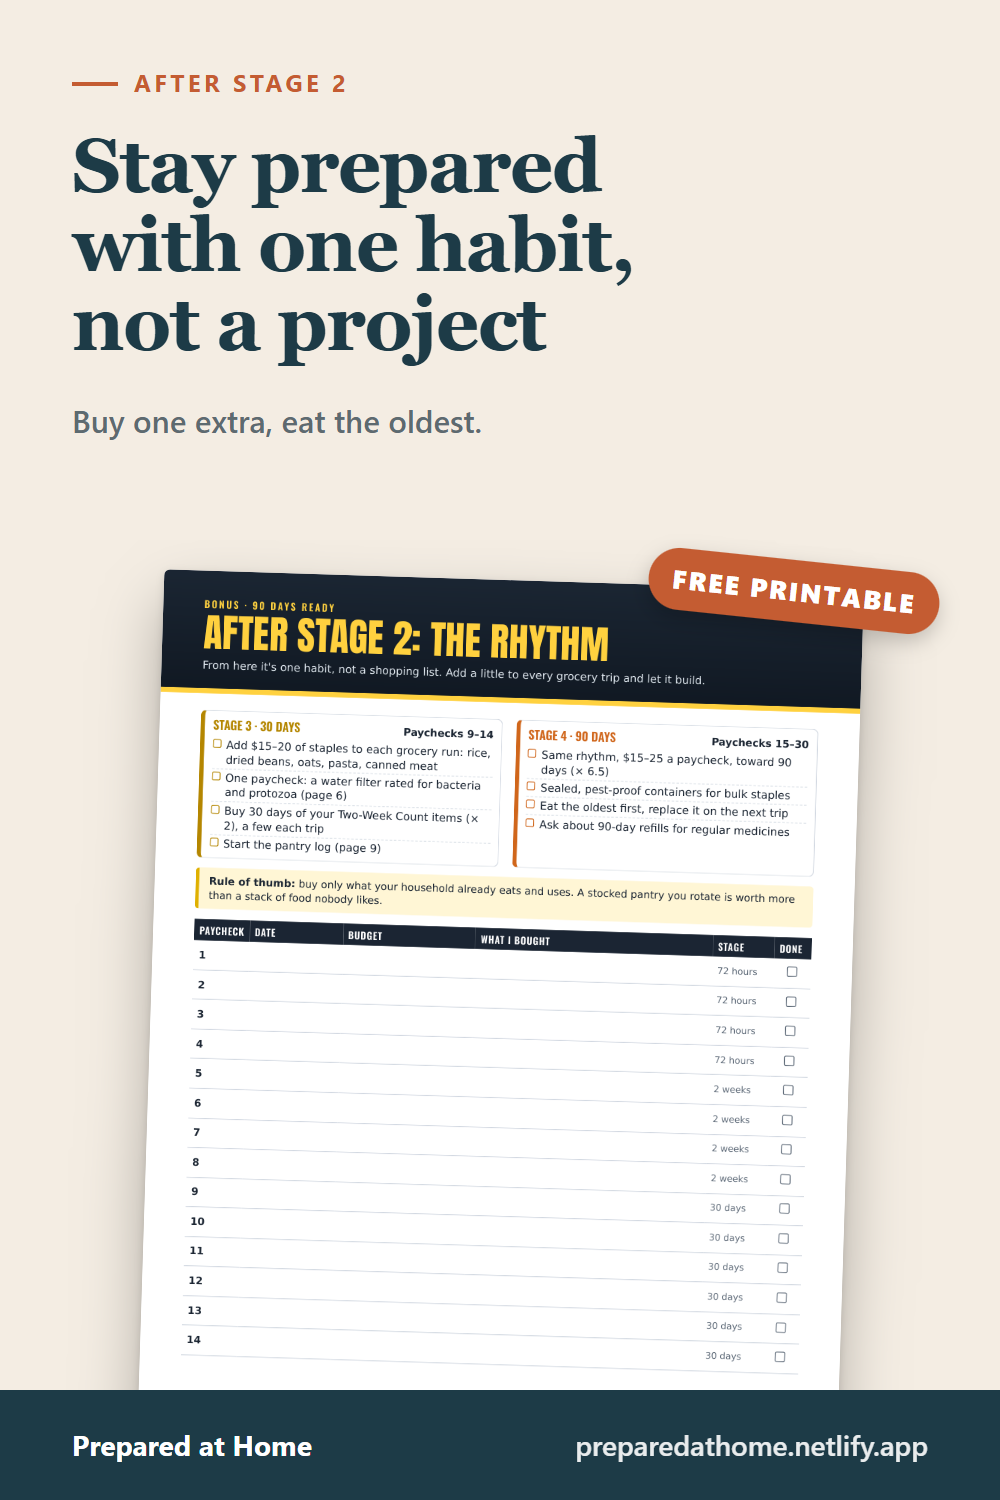 AFTER STAGE 2
Stay prepared
with one habit,
not a project
Buy one extra, eat the oldest.
FREE PRINTABLE
BONUS · 90 DAYS READY
AFTER STAGE 2: THE RHYTHM
From here it's one habit, not a shopping list. Add a little to every grocery trip and let it build.
STAGE 3 · 30 DAYS Paychecks 9–14
Add $15–20 of staples to each grocery run: rice,
dried beans, oats, pasta, canned meat
One paycheck: a water filter rated for bacteria
and protozoa (page 6)
Buy 30 days of your Two-Week Count items (×
2), a few each trip
Start the pantry log (page 9)
STAGE 4 · 90 DAYS Paychecks 15–30
Same rhythm, $15–25 a paycheck, toward 90
days (× 6.5)
Sealed, pest-proof containers for bulk staples
Eat the oldest first, replace it on the next trip
Ask about 90-day refills for regular medicines
Rule of thumb: buy only what your household already eats and uses. A stocked pantry you rotate is worth more
than a stack of food nobody likes.
PAYCHECK DATE BUDGET WHAT I BOUGHT STAGE DONE
1 72 hours
2 72 hours
3 72 hours
4 72 hours
5 2 weeks
6 2 weeks
7 2 weeks
8 2 weeks
9 30 days
10 30 days
11 30 days
12 30 days
13 30 days
14 30 days
Prepared at Home preparedathome.netlify.app